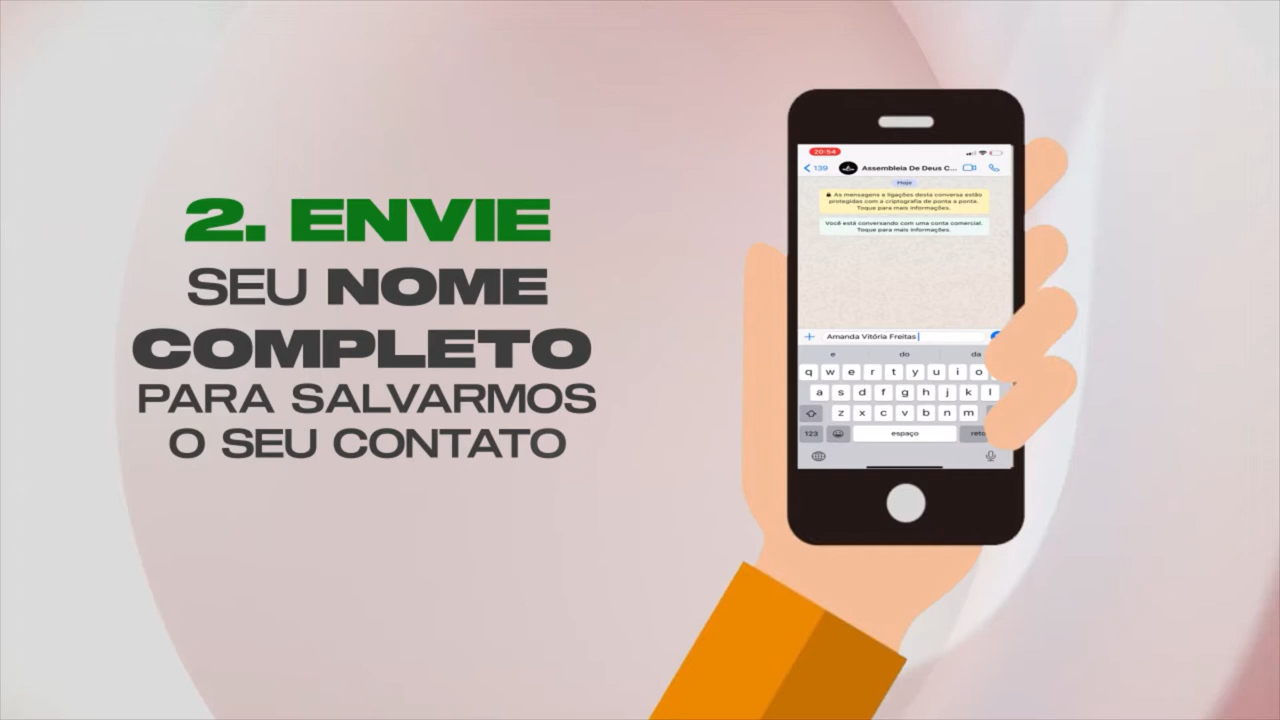 2. ENVIE
SEU NOME
COMPLETO
PARA SALVARMOS
O SEU CONTATO
20:54
139
Assembleia De Deus C...
Hoje
As mensagens e ligações desta conversa estão
protegidas com a criptografia de ponta a ponta.
Toque para mais informações.
Você está conversando com uma conta comercial.
Toque para mais informações.
Amanda Vitória Freitas
e do da
q w e r t y u i o
a s d f g h j k l
z x c v b n m
123 espaço reto